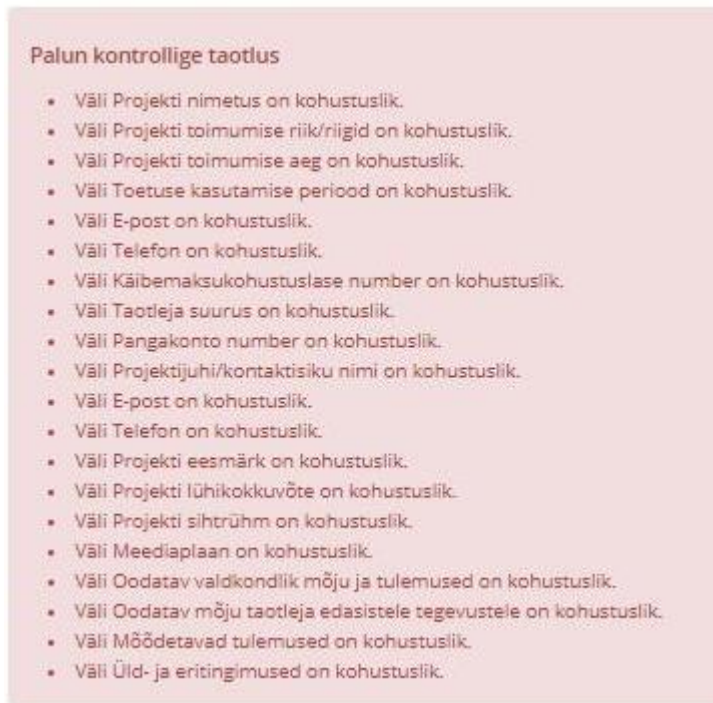 Palun kontrollige taotlus
• Väli Projekti nimetus on kohustuslik.
• Väli Projekti toimumise riik/riigid on kohustuslik.
• Väli Projekti toimumise aeg on kohustuslik.
• Väli Toetuse kasutamise periood on kohustuslik.
• Väli E-post on kohustuslik.
• Väli Telefon on kohustuslik.
• Väli Käibemaksukohustuslase number on kohustuslik.
• Väli Taotleja suurus on kohustuslik.
• Väli Pangakonto number on kohustuslik.
• Väli Projektijuhi/kontaktisiku nimi on kohustuslik.
• Väli E-post on kohustuslik.
• Väli Telefon on kohustuslik.
• Väli Projekti eesmärk on kohustuslik.
• Väli Projekti lühikokkuvõte on kohustuslik.
• Väli Projekti sihtrühm on kohustuslik.
• Väli Meediaplaan on kohustuslik.
• Väli Oodatav valdkondlik mõju ja tulemused on kohustuslik.
• Väli Oodatav mõju taotleja edasistele tegevustele on kohustuslik.
• Väli Mõõdetavad tulemused on kohustuslik.
• Väli Üld- ja eritingimused on kohustuslik.